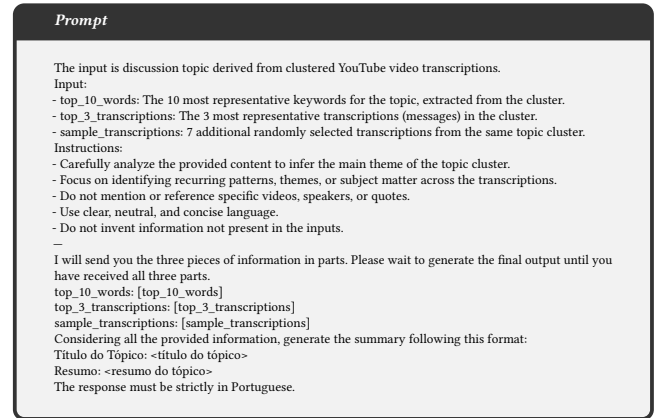 Prompt
The input is discussion topic derived from clustered YouTube video transcriptions.
Input:
- top_10_words: The 10 most representative keywords for the topic, extracted from the cluster.
- top_3_transcriptions: The 3 most representative transcriptions (messages) in the cluster.
- sample_transcriptions: 7 additional randomly selected transcriptions from the same topic cluster.
Instructions:
- Carefully analyze the provided content to infer the main theme of the topic cluster.
- Focus on identifying recurring patterns, themes, or subject matter across the transcriptions.
- Do not mention or reference specific videos, speakers, or quotes.
- Use clear, neutral, and concise language.
- Do not invent information not present in the inputs.
—
I will send you the three pieces of information in parts. Please wait to generate the final output until you
have received all three parts.
top_10_words: [top_10_words]
top_3_transcriptions: [top_3_transcriptions]
sample_transcriptions: [sample_transcriptions]
Considering all the provided information, generate the summary following this format:
Título do Tópico: <título do tópico>
Resumo: <resumo do tópico>
The response must be strictly in Portuguese.